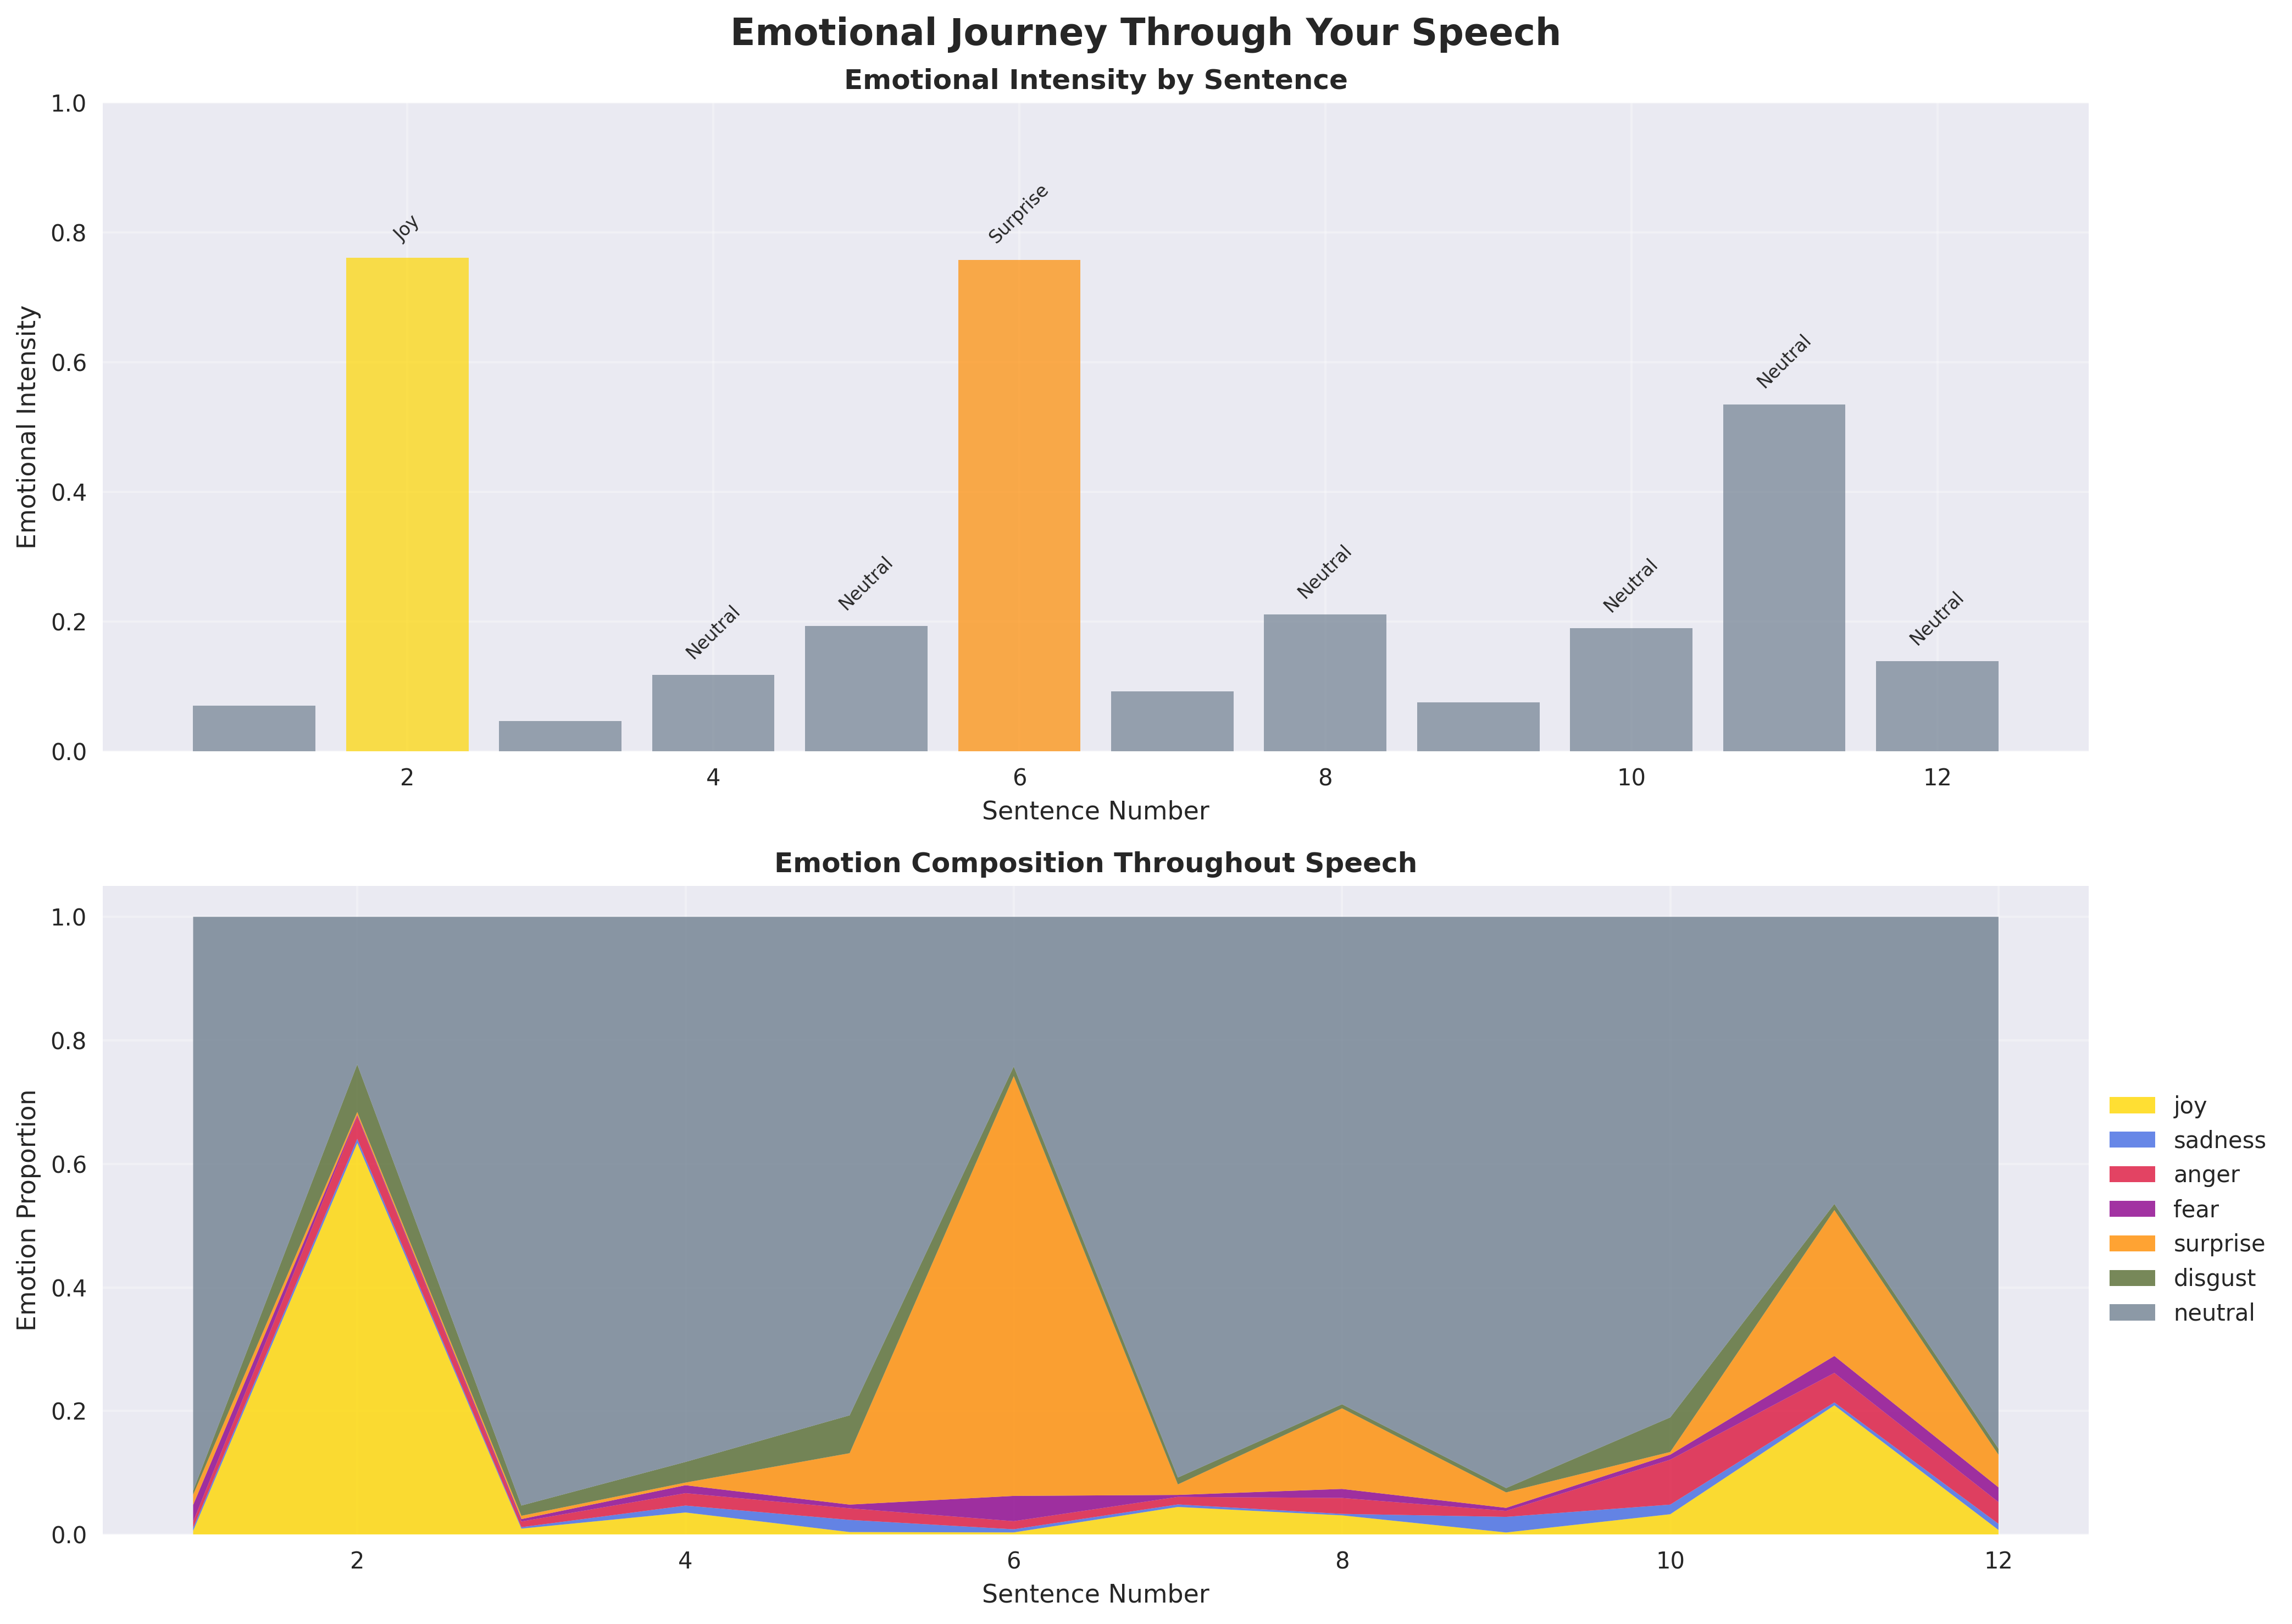 Emotional Journey Through Your Speech
Emotional Intensity by Sentence
Emotional Intensity
1.0
0.8
0.6
0.4
0.2
0.0
Joy
Neutral
Neutral
Surprise
Neutral
Neutral
Neutral
Neutral
2 4 6 8 10 12
Sentence Number
Emotion Composition Throughout Speech
Emotion Proportion
1.0
0.8
0.6
0.4
0.2
0.0
2 4 6 8 10 12
Sentence Number
joy
sadness
anger
fear
surprise
disgust
neutral